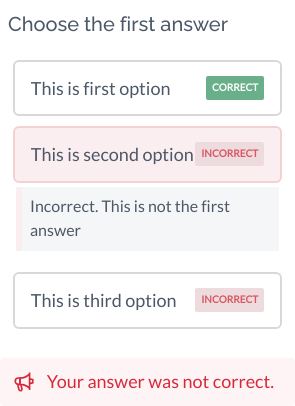 Choose the first answer
This is first option CORRECT
This is second option INCORRECT
Incorrect. This is not the first
answer
This is third option INCORRECT
Your answer was not correct.